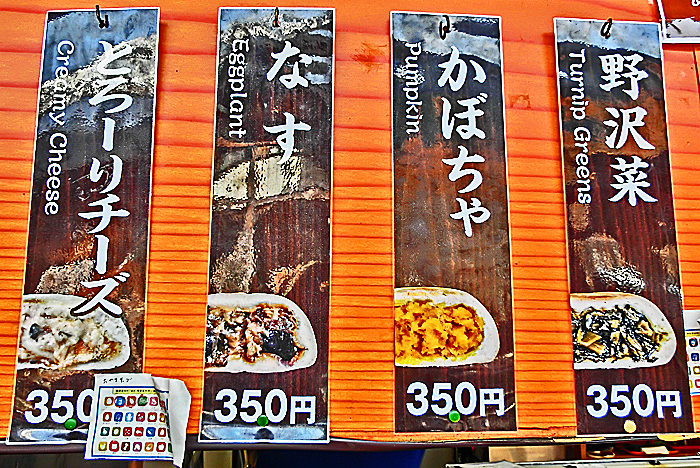 とろーりチーズ
Creamy Cheese
350
なす
Eggplant
350円
かぼちゃ
Pumpkin
350円
野沢菜
Turnip Greens
350円